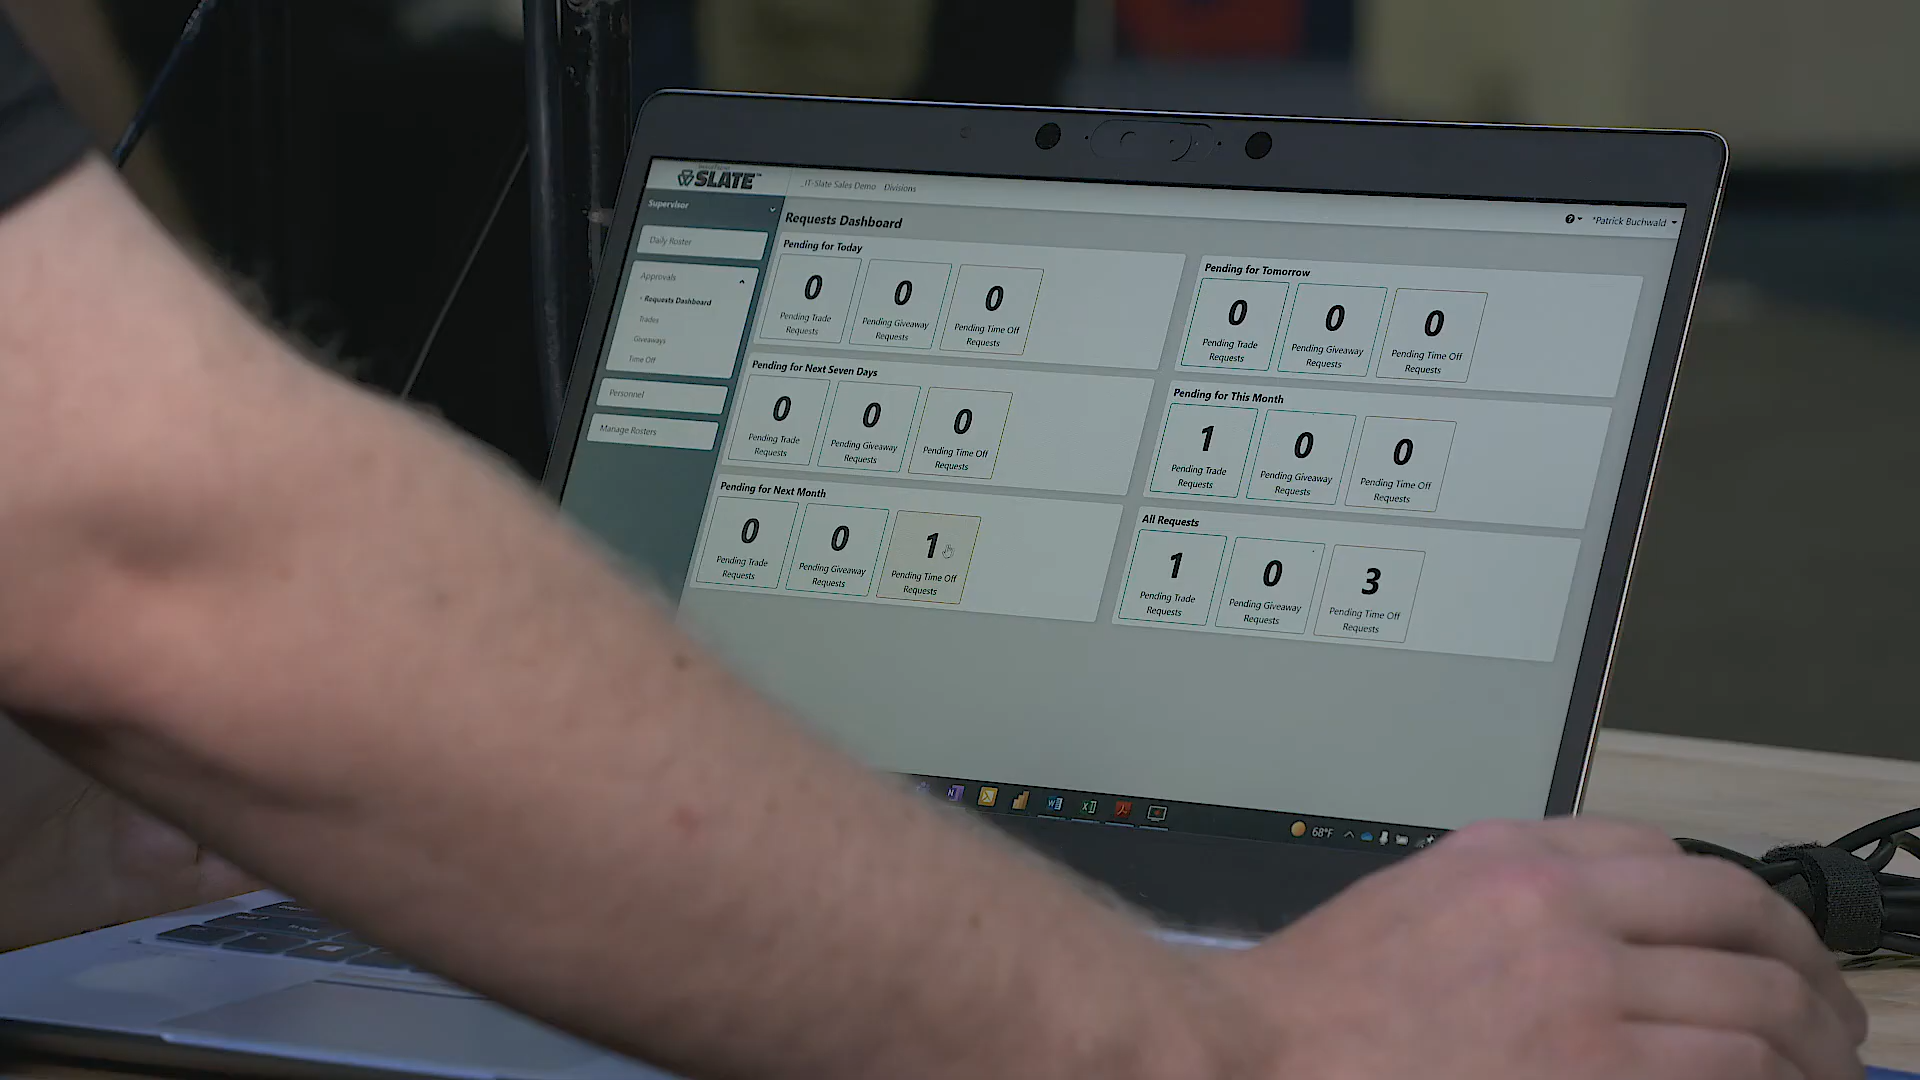 SLATE™
_IT-Slate Sales Demo Divisions
*Patrick Buchwald
Supervisor
Daily Roster
Approvals
- Requests Dashboard
Trades
Giveaways
Time Off
Personnel
Manage Rosters
Requests Dashboard
Pending for Today
0 0 0
Pending Trade Requests
Pending Giveaway Requests
Pending Time Off Requests
Pending for Tomorrow
0 0 0
Pending Trade Requests
Pending Giveaway Requests
Pending Time Off Requests
Pending for Next Seven Days
0 0 0
Pending Trade Requests
Pending Giveaway Requests
Pending Time Off Requests
Pending for This Month
1 0 0
Pending Trade Requests
Pending Giveaway Requests
Pending Time Off Requests
Pending for Next Month
0 0 1
Pending Trade Requests
Pending Giveaway Requests
Pending Time Off Requests
All Requests
1 0 3
Pending Trade Requests
Pending Giveaway Requests
Pending Time Off Requests
68°F